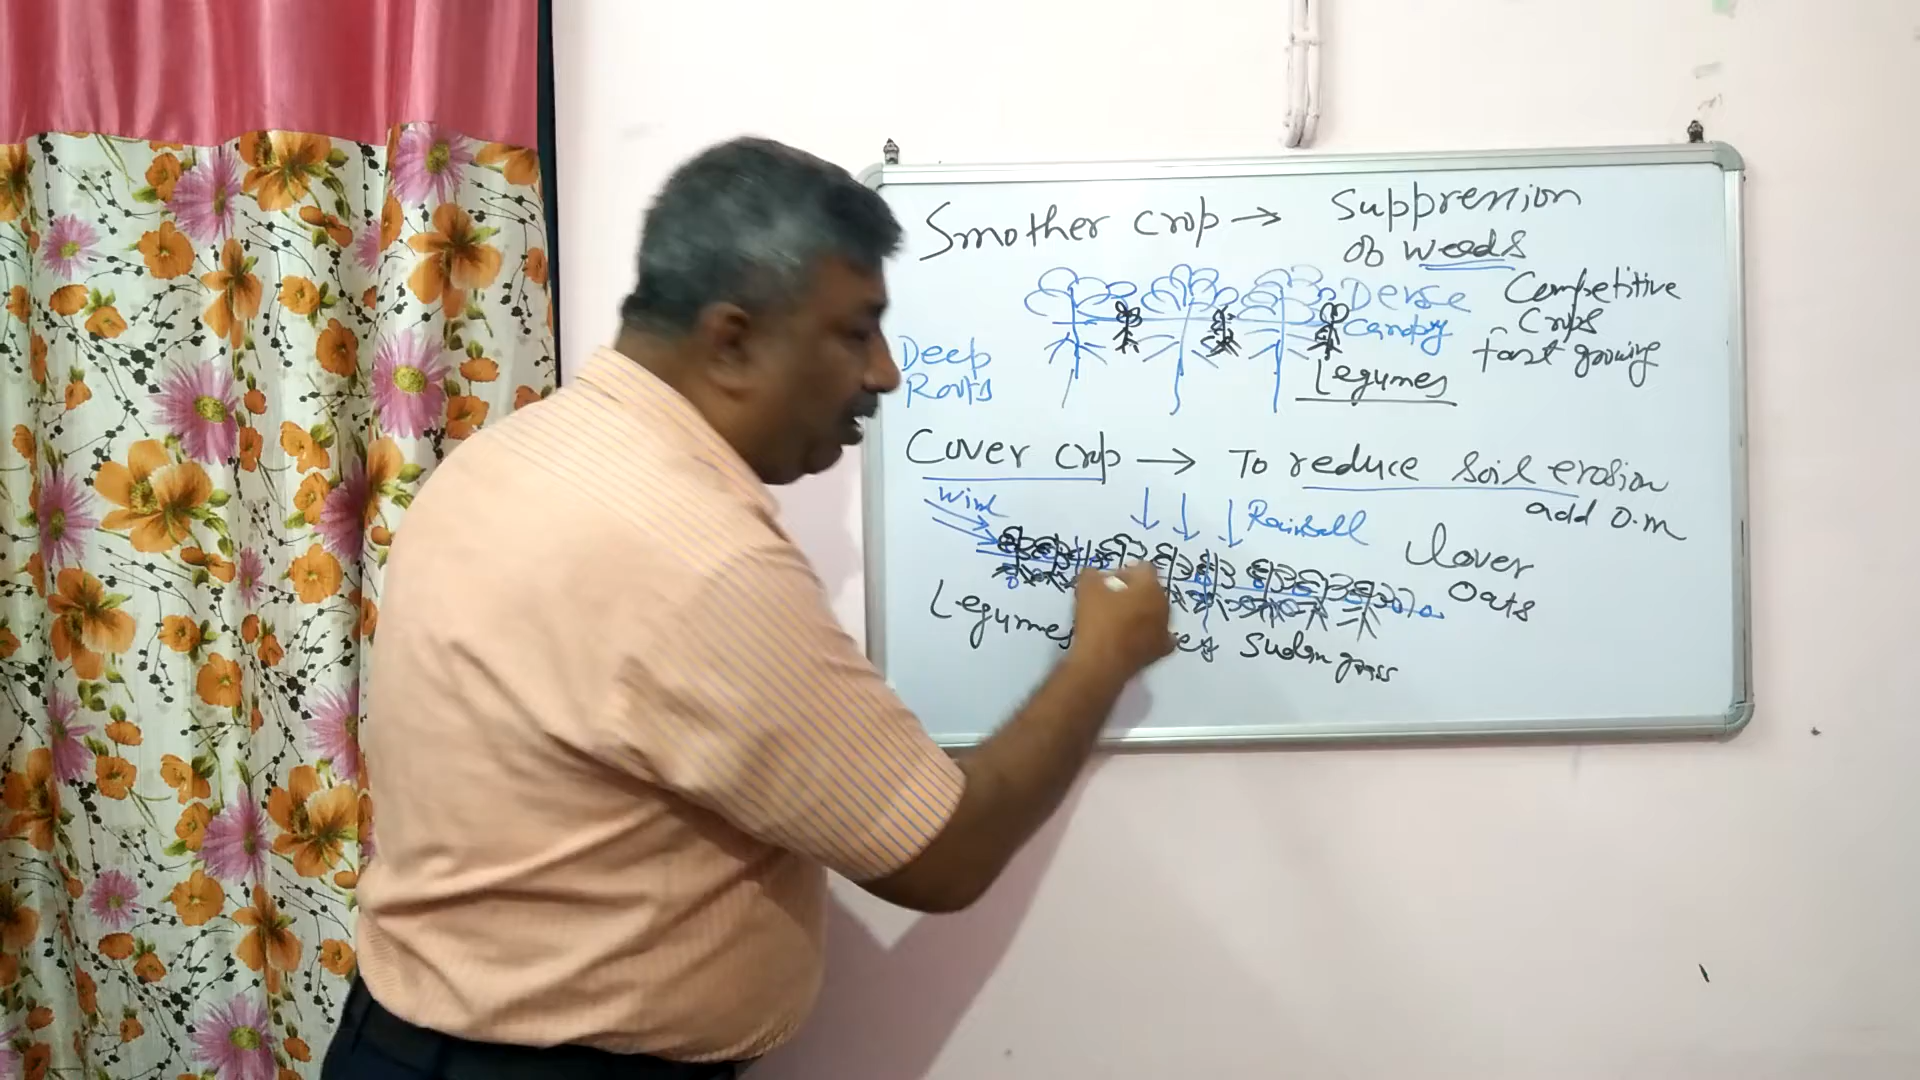 Smother crop → Suppression
of weeds
Dense
Canopy
Competitive
Crops
fast growing
Deep
Roots
Legumes
Cover crop → To reduce soil erosion
add O.M
Wind
Rainfall
Clover
Oats
Legumes
Sudan grass